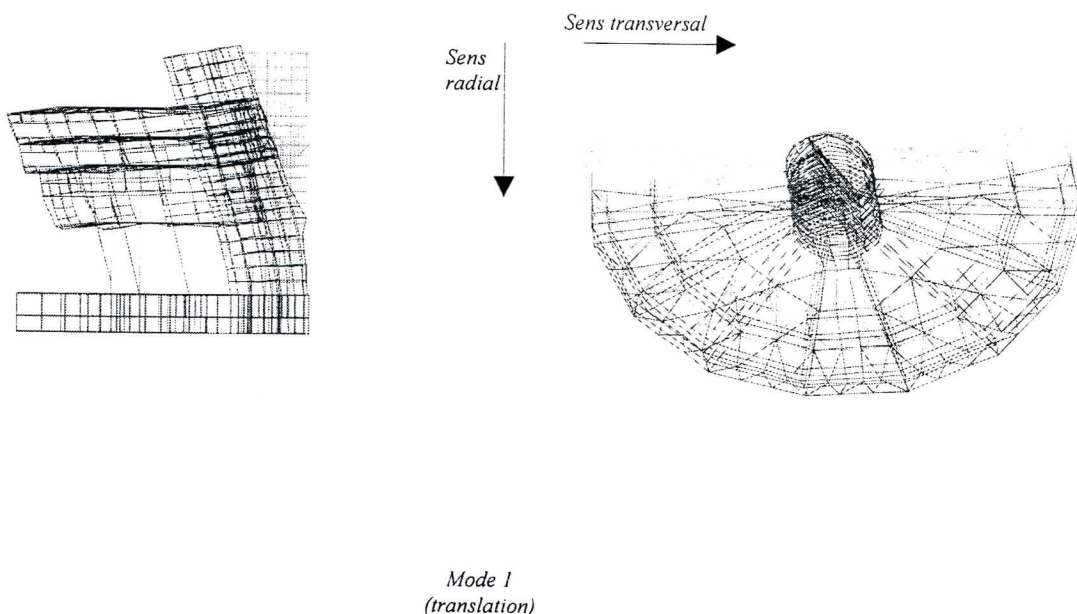 Sens transversal
Sens
radial
Mode 1
(translation)